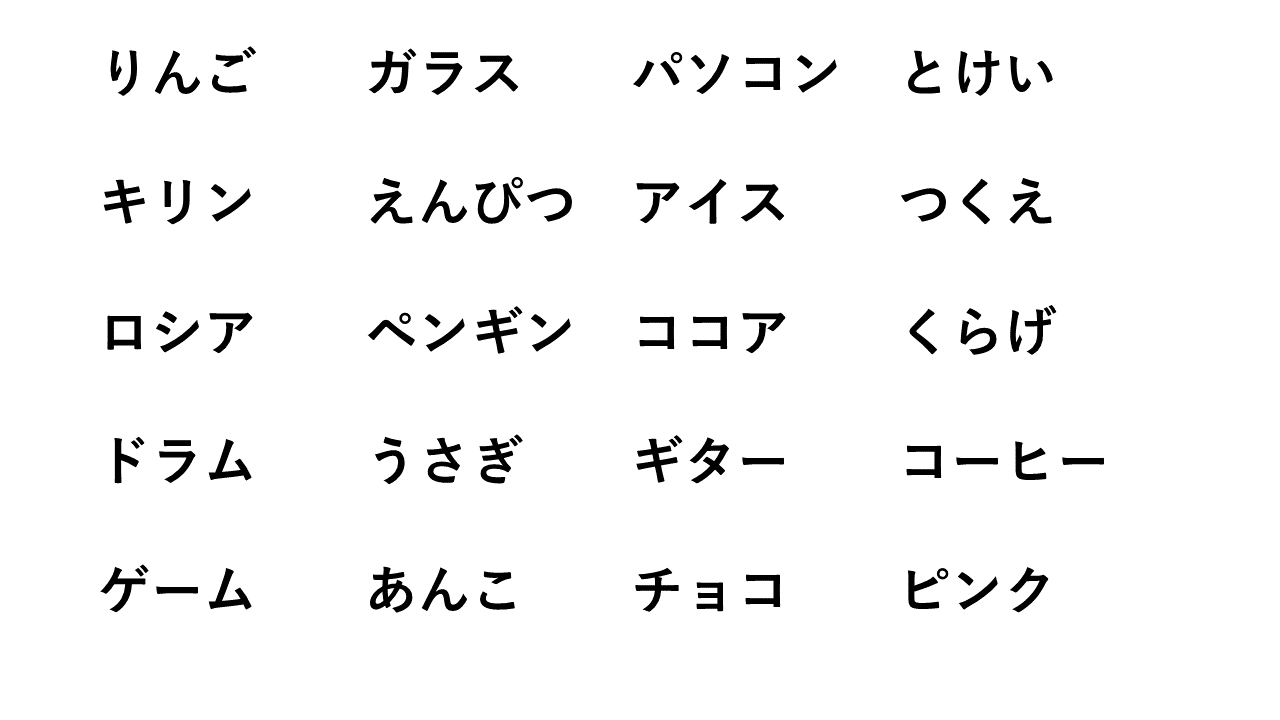 りんご ガラス パソコン とけい
キリン えんぴつ アイス つくえ
ロシア ペンギン ココア くらげ
ドラム うさぎ ギター コーヒー
ゲーム あんこ チョコ ピンク